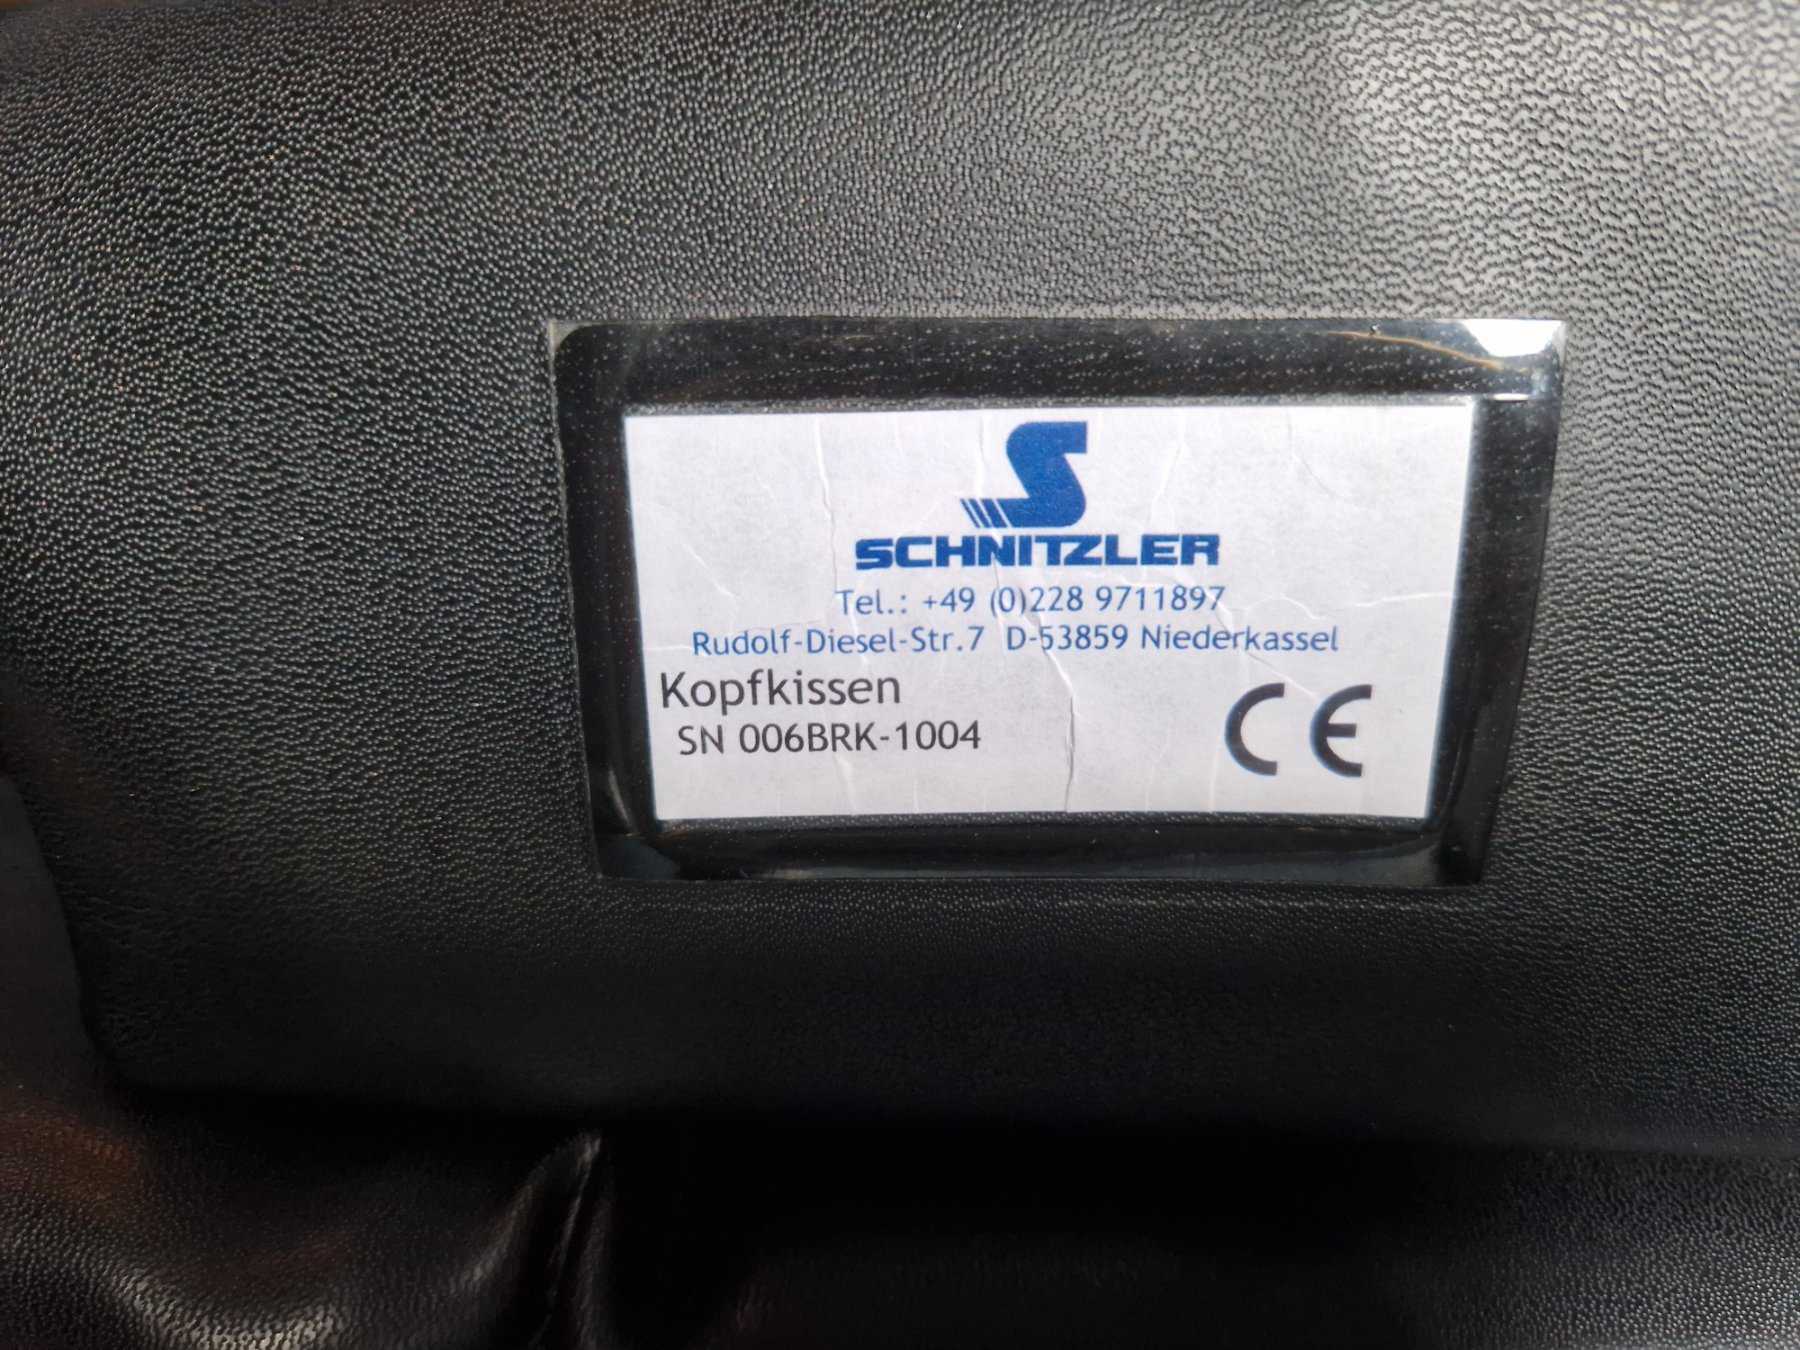 S
SCHNITZLER
Tel.: +49 (0)228 9711897
Rudolf-Diesel-Str.7 D-53859 Niederkassel
Kopfkissen
SN 006BRK-1004
CE